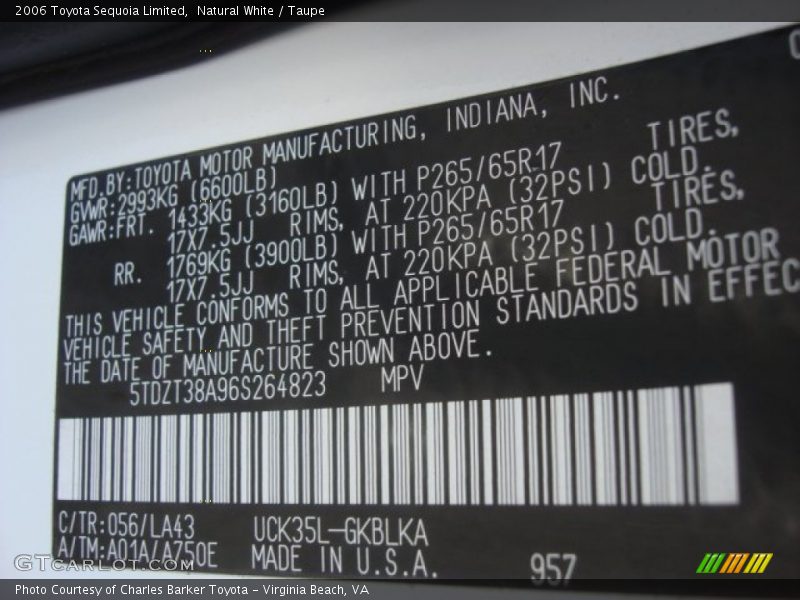 2006 Toyota Sequoia Limited,  Natural White / Taupe
MFD.BY:TOYOTA MOTOR MANUFACTURING, INDIANA, INC.
GVWR:2993KG (6600LB)
GAWR:FRT. 1433KG (3160LB) WITH P265/65R17 TIRES,
17X7.5JJ RIMS, AT 220KPA (32PSI) COLD.
RR. 1769KG (3900LB) WITH P265/65R17 TIRES,
17X7.5JJ RIMS, AT 220KPA (32PSI) COLD.
THIS VEHICLE CONFORMS TO ALL APPLICABLE FEDERAL MOTOR
VEHICLE SAFETY AND THEFT PREVENTION STANDARDS IN EFFEC
THE DATE OF MANUFACTURE SHOWN ABOVE.
5TDZT38A96S264823 MPV
C/TR:056/LA43 UCK35L-GKBLKA
A/TM:A01A/A750E MADE IN U.S.A. 957
GTcarlot.com
Photo Courtesy of Charles Barker Toyota - Virginia Beach, VA